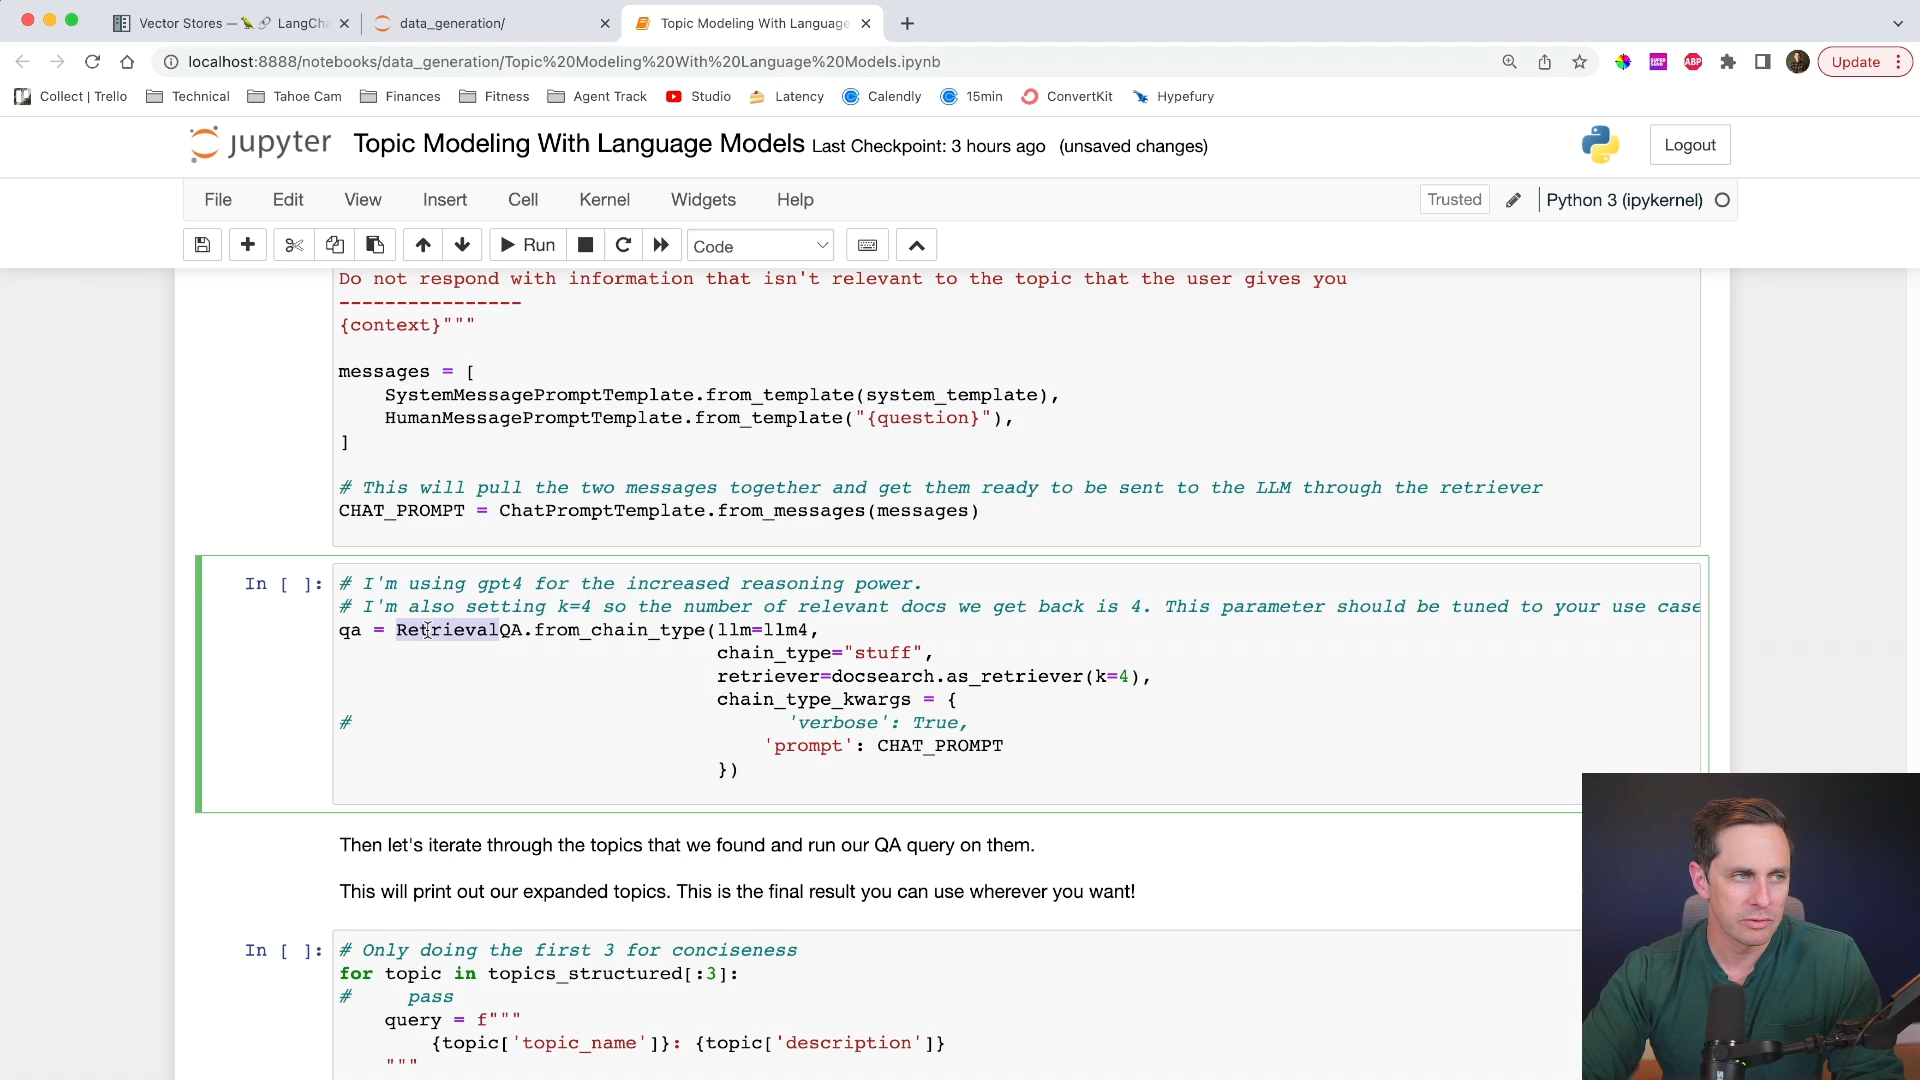 Vector Stores — 🦜🔗 LangCha
data_generation/
Topic Modeling With Language
localhost:8888/notebooks/data_generation/Topic%20Modeling%20With%20Language%20Models.ipynb
Update
Collect | Trello
Technical
Tahoe Cam
Finances
Fitness
Agent Track
Studio
Latency
Calendly
15min
ConvertKit
Hypefury
ABP
jupyter
Topic Modeling With Language Models Last Checkpoint: 3 hours ago (unsaved changes)
Logout
File Edit View Insert Cell Kernel Widgets Help
Trusted
Python 3 (ipykernel)
Run
Code
Do not respond with information that isn't relevant to the topic that the user gives you
----------------
{context}"""
messages = [
SystemMessagePromptTemplate.from_template(system_template),
HumanMessagePromptTemplate.from_template("{question}"),
]
# This will pull the two messages together and get them ready to be sent to the LLM through the retriever
CHAT_PROMPT = ChatPromptTemplate.from_messages(messages)
In [ ]:
# I'm using gpt4 for the increased reasoning power.
# I'm also setting k=4 so the number of relevant docs we get back is 4. This parameter should be tuned to your use case
qa = RetrievalQA.from_chain_type(llm=llm4,
chain_type="stuff",
retriever=docsearch.as_retriever(k=4),
chain_type_kwargs = {
# 'verbose': True,
'prompt': CHAT_PROMPT
})
Then let's iterate through the topics that we found and run our QA query on them.
This will print out our expanded topics. This is the final result you can use wherever you want!
In [ ]:
# Only doing the first 3 for conciseness
for topic in topics_structured[:3]:
# pass
query = f"""
{topic['topic_name']}: {topic['description']}
"""